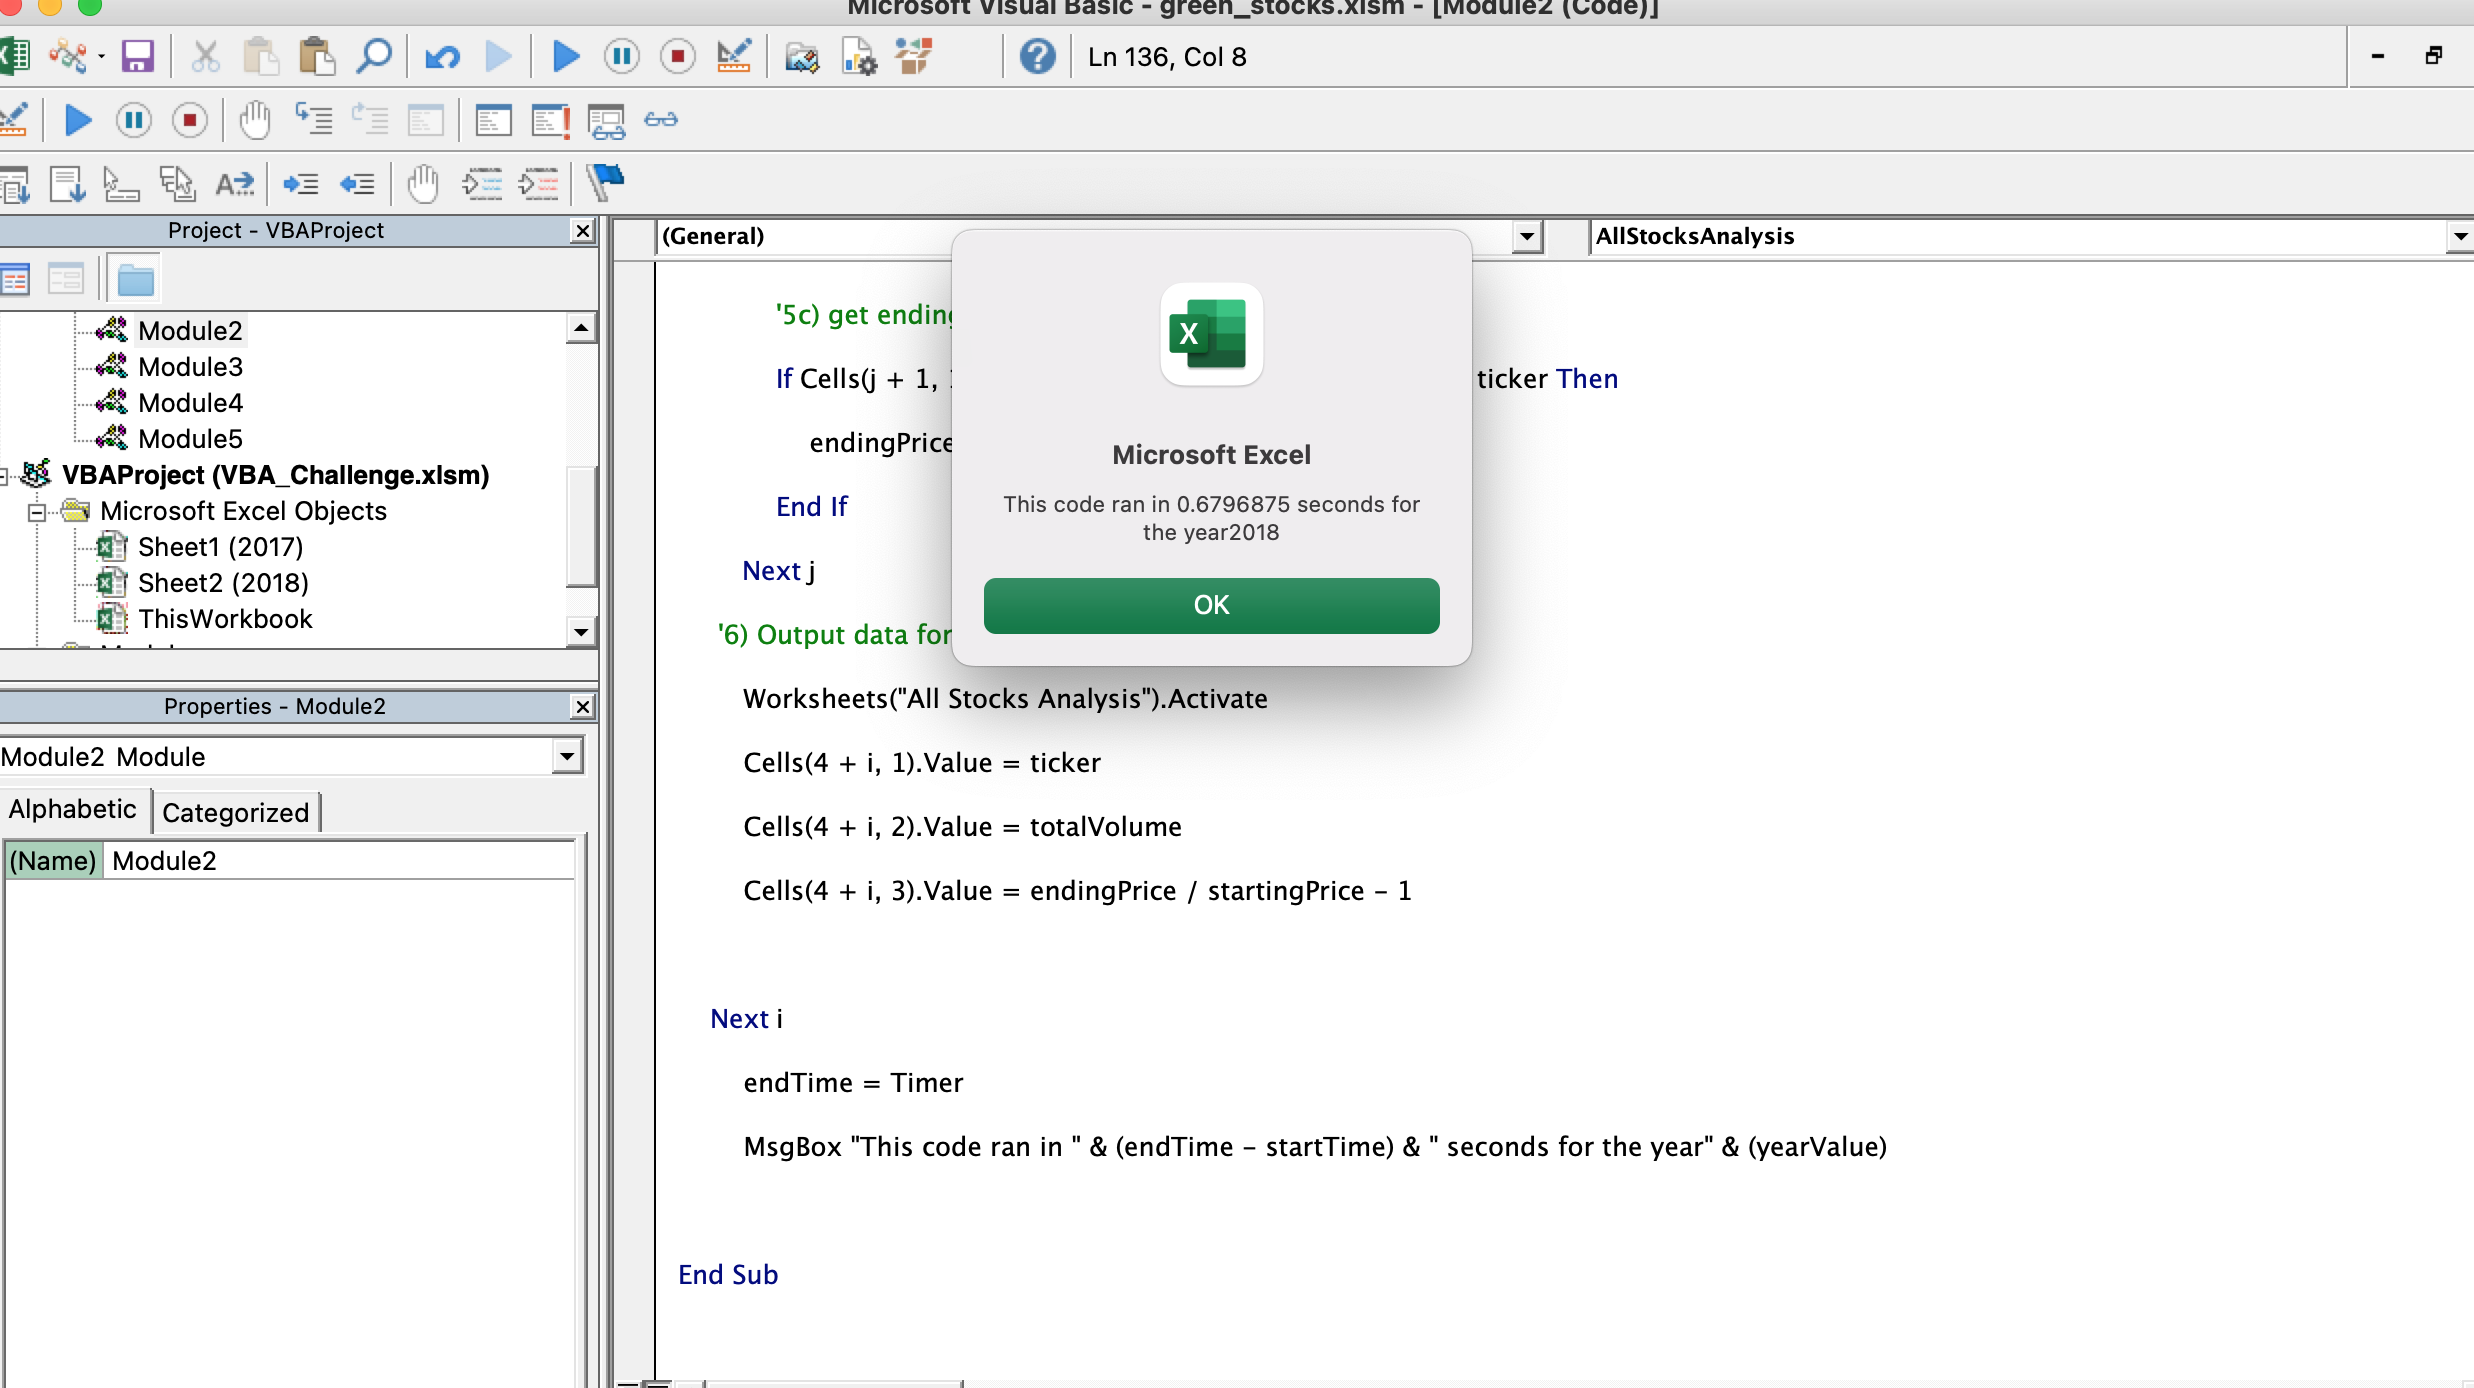 Microsoft Visual Basic - green_stocks.xlsm - [Module2 (Code)]
Ln 136, Col 8
Project - VBAProject
Module2
Module3
Module4
Module5
VBAProject (VBA_Challenge.xlsm)
Microsoft Excel Objects
Sheet1 (2017)
Sheet2 (2018)
ThisWorkbook
Properties - Module2
Module2 Module
Alphabetic
Categorized
(Name) Module2
(General)
AllStocksAnalysis
'5c) get ending
If Cells(j + 1, ticker Then
endingPrice
End If
Next j
'6) Output data for
Worksheets("All Stocks Analysis").Activate
Cells(4 + i, 1).Value = ticker
Cells(4 + i, 2).Value = totalVolume
Cells(4 + i, 3).Value = endingPrice / startingPrice - 1
Next i
endTime = Timer
MsgBox "This code ran in " & (endTime - startTime) & " seconds for the year" & (yearValue)
End Sub
Microsoft Excel
This code ran in 0.6796875 seconds for
the year2018
OK